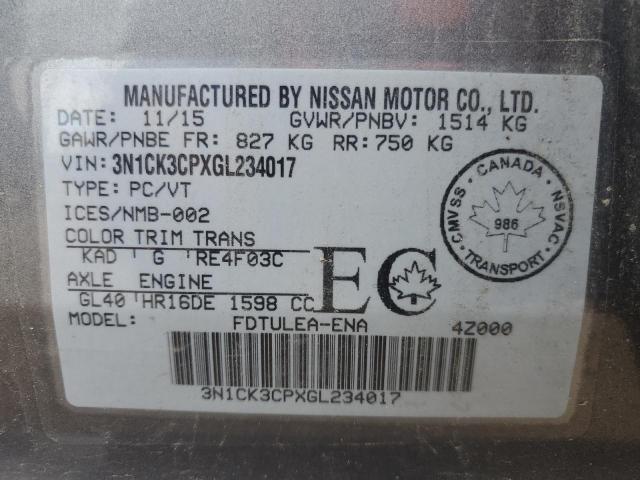 MANUFACTURED BY NISSAN MOTOR CO., LTD.
DATE: 11/15 GVWR/PNBV: 1514 KG
GAWR/PNBE FR: 827 KG RR: 750 KG
VIN: 3N1CK3CPXGL234017
TYPE: PC/VT
ICES/NMB-002
COLOR TRIM TRANS
KAD G RE4F03C
AXLE ENGINE
GL40 HR16DE 1598 CC
EC
CMVSS · CANADA · NSVAC
986
TRANSPORT
MODEL: FDTULEA-ENA 4Z000
3N1CK3CPXGL234017